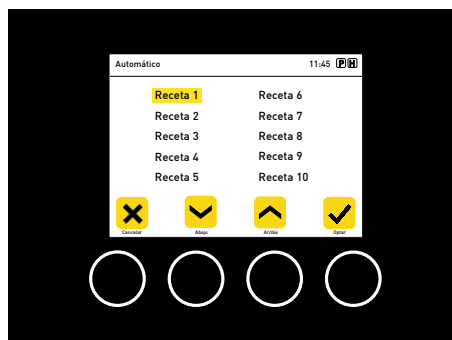 Automático 11:45 P H
Receta 1
Receta 2
Receta 3
Receta 4
Receta 5
Receta 6
Receta 7
Receta 8
Receta 9
Receta 10
Cancelar Abajo Arriba Optar